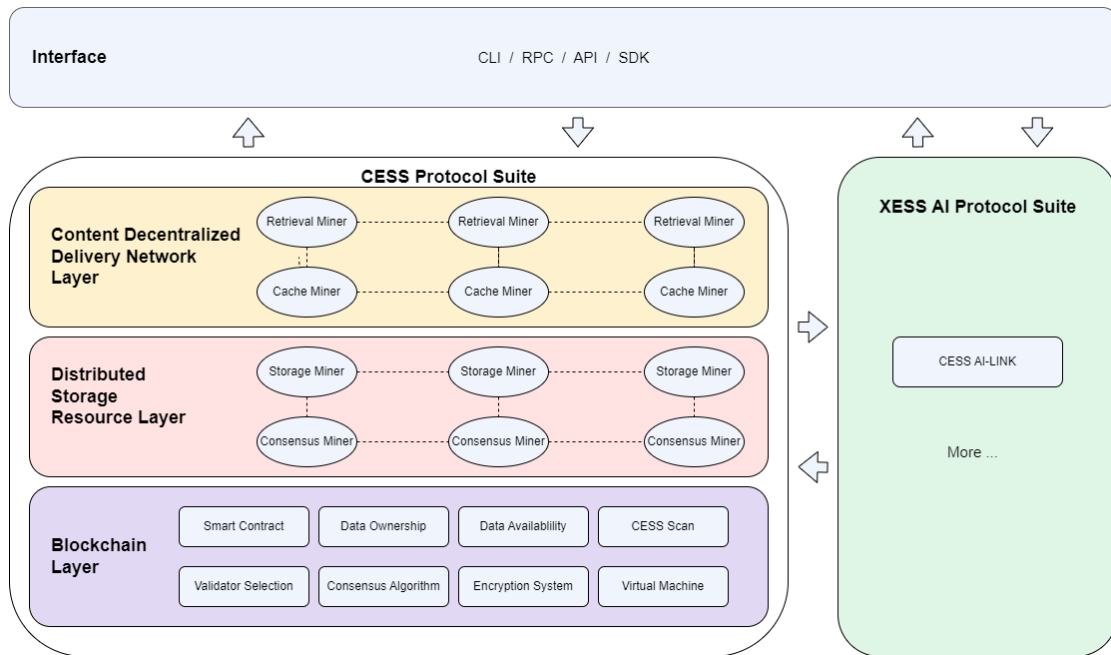 Interface
CLI / RPC / API / SDK
CESS Protocol Suite
Content Decentralized
Delivery Network
Layer
Retrieval Miner
Retrieval Miner
Retrieval Miner
Cache Miner
Cache Miner
Cache Miner
Distributed
Storage
Resource Layer
Storage Miner
Storage Miner
Storage Miner
Consensus Miner
Consensus Miner
Consensus Miner
Blockchain
Layer
Smart Contract
Data Ownership
Data Availablility
CESS Scan
Validator Selection
Consensus Algorithm
Encryption System
Virtual Machine
XESS AI Protocol Suite
CESS AI-LINK
More ...